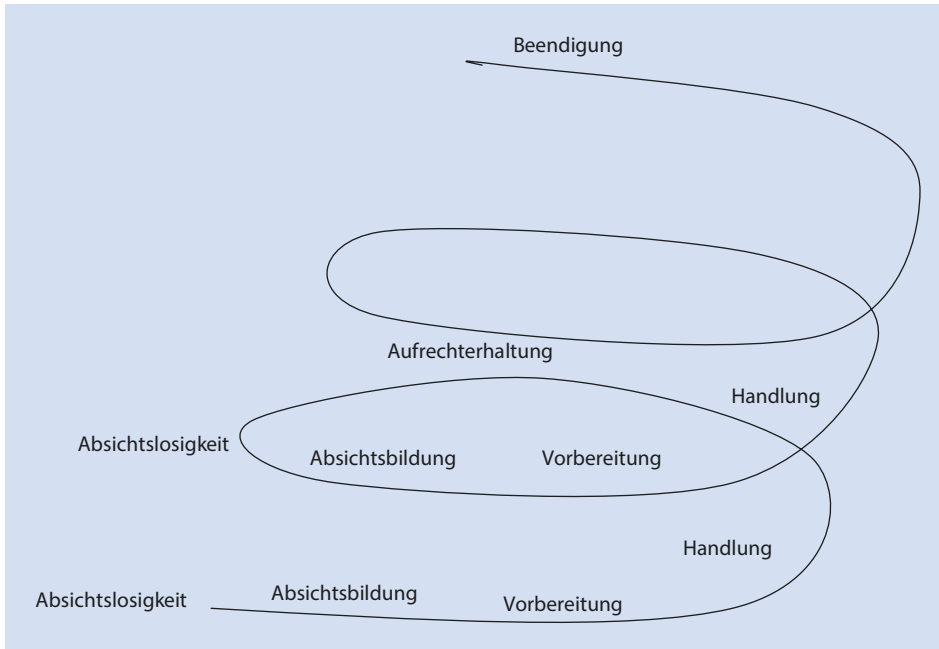 Beendigung
Aufrechterhaltung
Handlung
Absichtslosigkeit
Absichtsbildung
Vorbereitung
Handlung
Absichtslosigkeit
Absichtsbildung
Vorbereitung